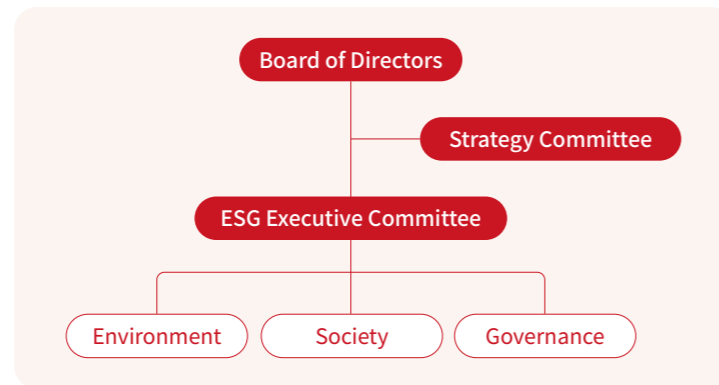 Board of Directors
Strategy Committee
ESG Executive Committee
Environment
Society
Governance